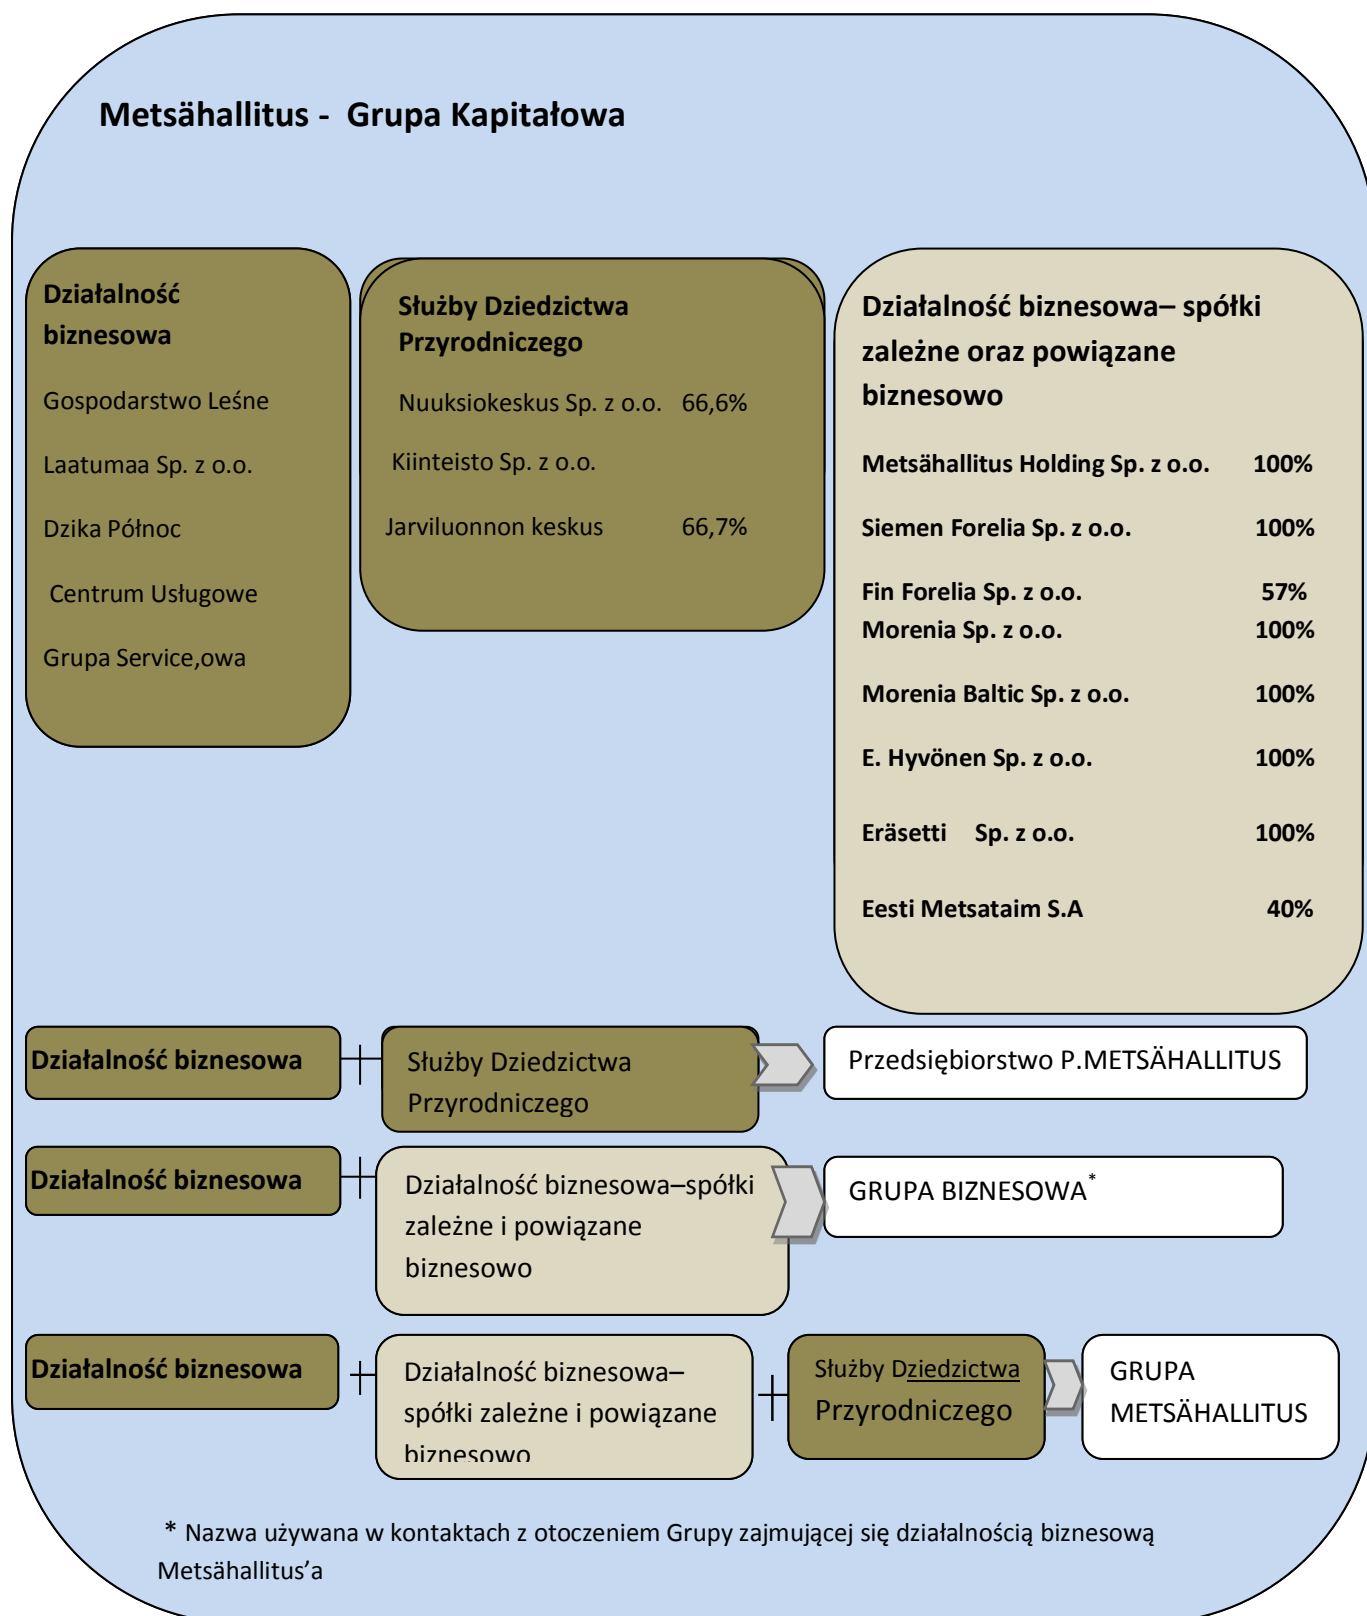 Metsähallitus - Grupa Kapitałowa
Działalność
biznesowa
Gospodarstwo Leśne
Laatumaa Sp. z o.o.
Dzika Północ
Centrum Usługowe
Grupa Service,owa
Służby Dziedzictwa
Przyrodniczego
Nuuksiokeskus Sp. z o.o. 66,6%
Kiinteisto Sp. z o.o.
Jarviluonnon keskus 66,7%
Działalność biznesowa– spółki
zależne oraz powiązane
biznesowo
Metsähallitus Holding Sp. z o.o. 100%
Siemen Forelia Sp. z o.o. 100%
Fin Forelia Sp. z o.o. 57%
Morenia Sp. z o.o. 100%
Morenia Baltic Sp. z o.o. 100%
E. Hyvönen Sp. z o.o. 100%
Eräsetti Sp. z o.o. 100%
Eesti Metsataim S.A 40%
Działalność biznesowa
Służby Dziedzictwa
Przyrodniczego
Przedsiębiorstwo P.METSÄHALLITUS
Działalność biznesowa
Działalność biznesowa–spółki
zależne i powiązane
biznesowo
GRUPA BIZNESOWA*
Działalność biznesowa
Działalność biznesowa–
spółki zależne i powiązane
biznesowo
Służby Dziedzictwa
Przyrodniczego
GRUPA
METSÄHALLITUS
* Nazwa używana w kontaktach z otoczeniem Grupy zajmującej się działalnością biznesową
Metsähallitus’a